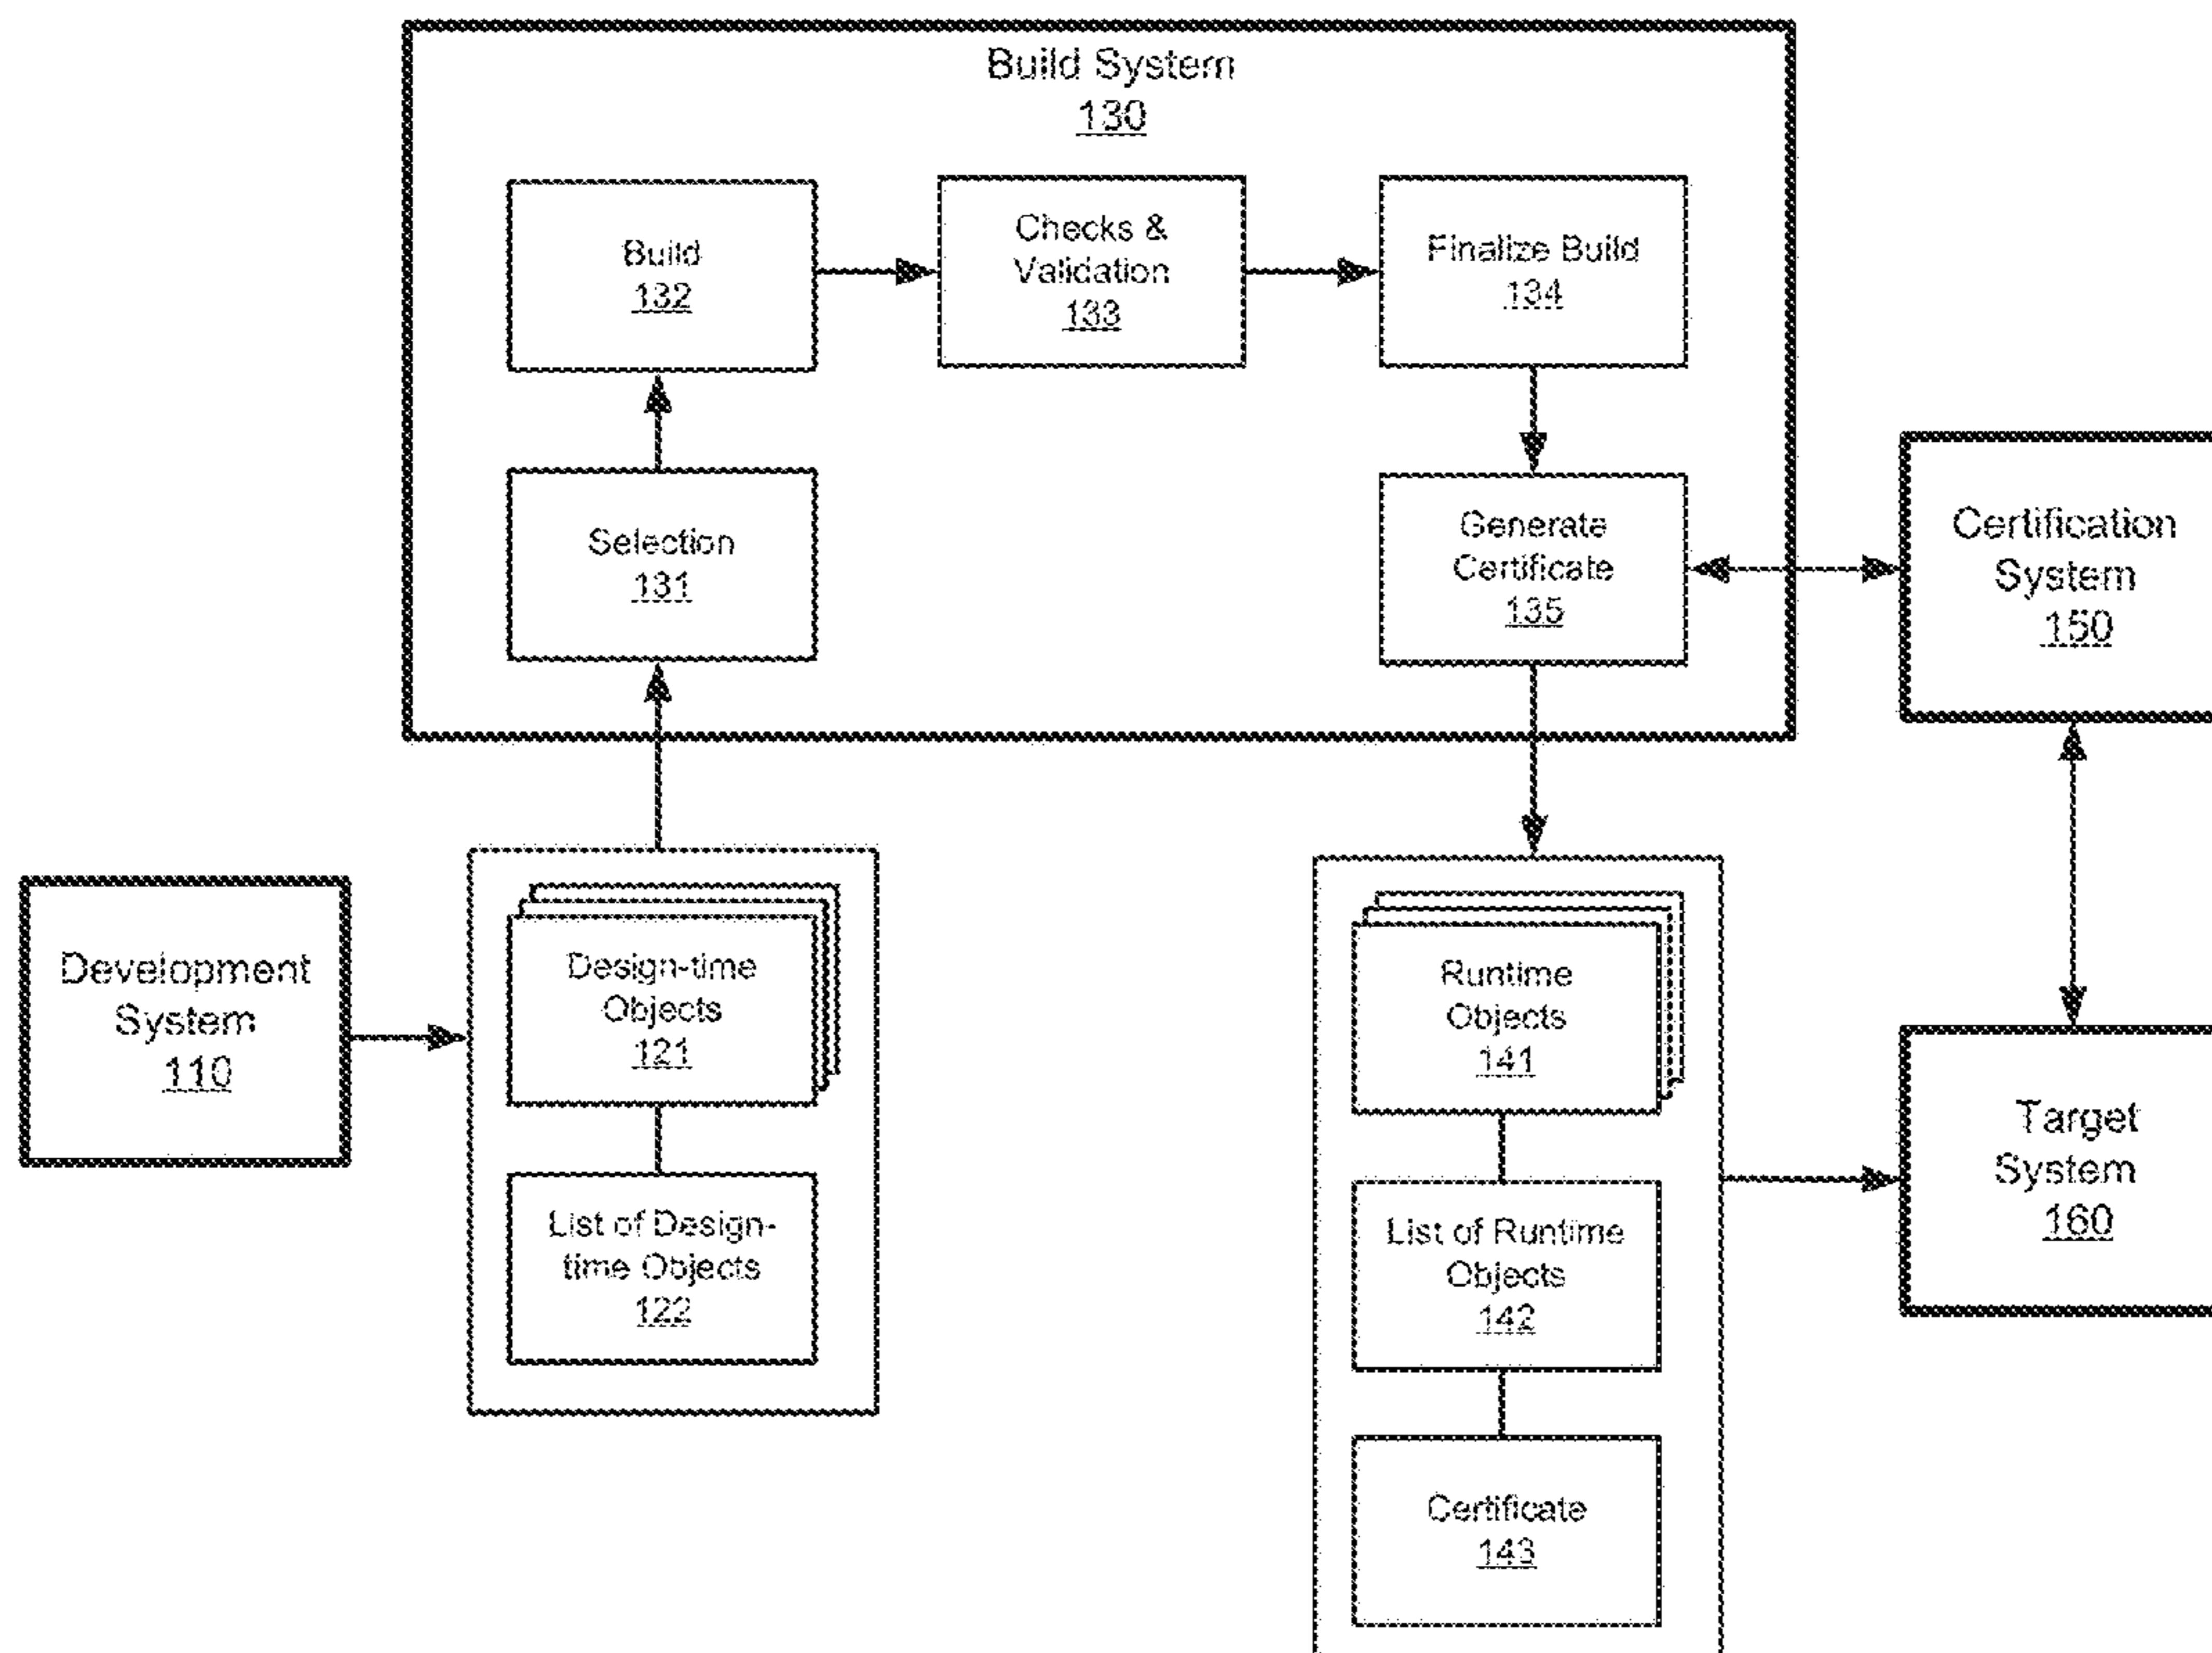 Build System
130
Build
132
Checks &
Validation
133
Finalize Build
134
Selection
131
Generate
Certificate
135
Certification
System
150
Development
System
110
Design-time
Objects
121
List of Design-
time Objects
122
Runtime
Objects
141
List of Runtime
Objects
142
Certificate
143
Target
System
160